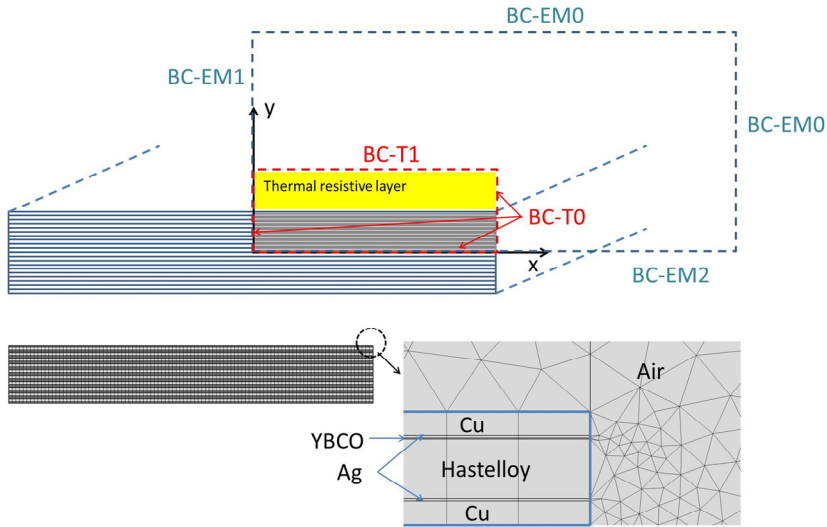 BC-EM0
BC-EM1
y
BC-EM0
BC-T1
Thermal resistive layer
BC-T0
x
BC-EM2
Air
Cu
YBCO
Hastelloy
Ag
Cu